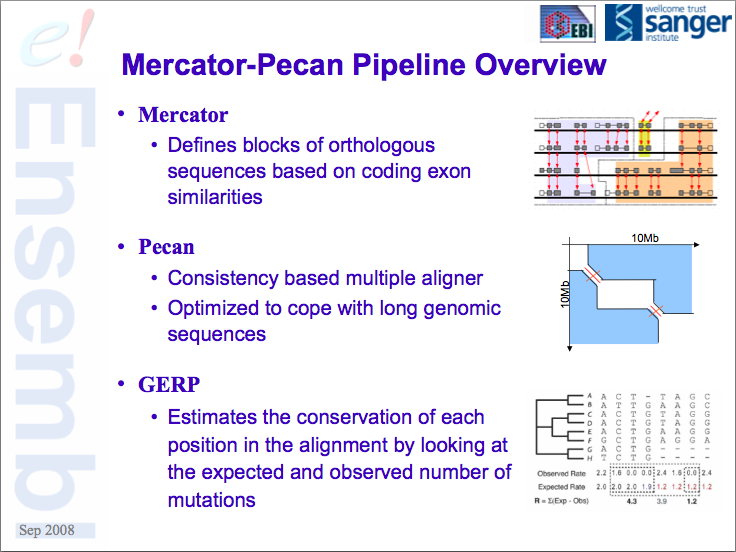 e!
EBI
wellcome trust
sanger
institute
Mercator-Pecan Pipeline Overview
• Mercator
• Defines blocks of orthologous
sequences based on coding exon
similarities
• Pecan
• Consistency based multiple aligner
• Optimized to cope with long genomic
sequences
10Mb
10Mb
• GERP
• Estimates the conservation of each
position in the alignment by looking at
the expected and observed number of
mutations
A A C T - T A G C
B A T T G A A G C
C A C T G T A G G
D A C T G T A G G
E A C T G A A G G
F G C T G A G G A
G A C T G - - - -
H T C T G - - - -
Observed Rate 2.2 1.6 0.0 0.0 2.4 1.6 0.0 2.4
Expected Rate 2.0 2.0 2.0 1.9 1.2 1.2 1.2 1.2
R = Σ(Exp - Obs) 4.3 3.9 1.2
Ensembl
Sep 2008